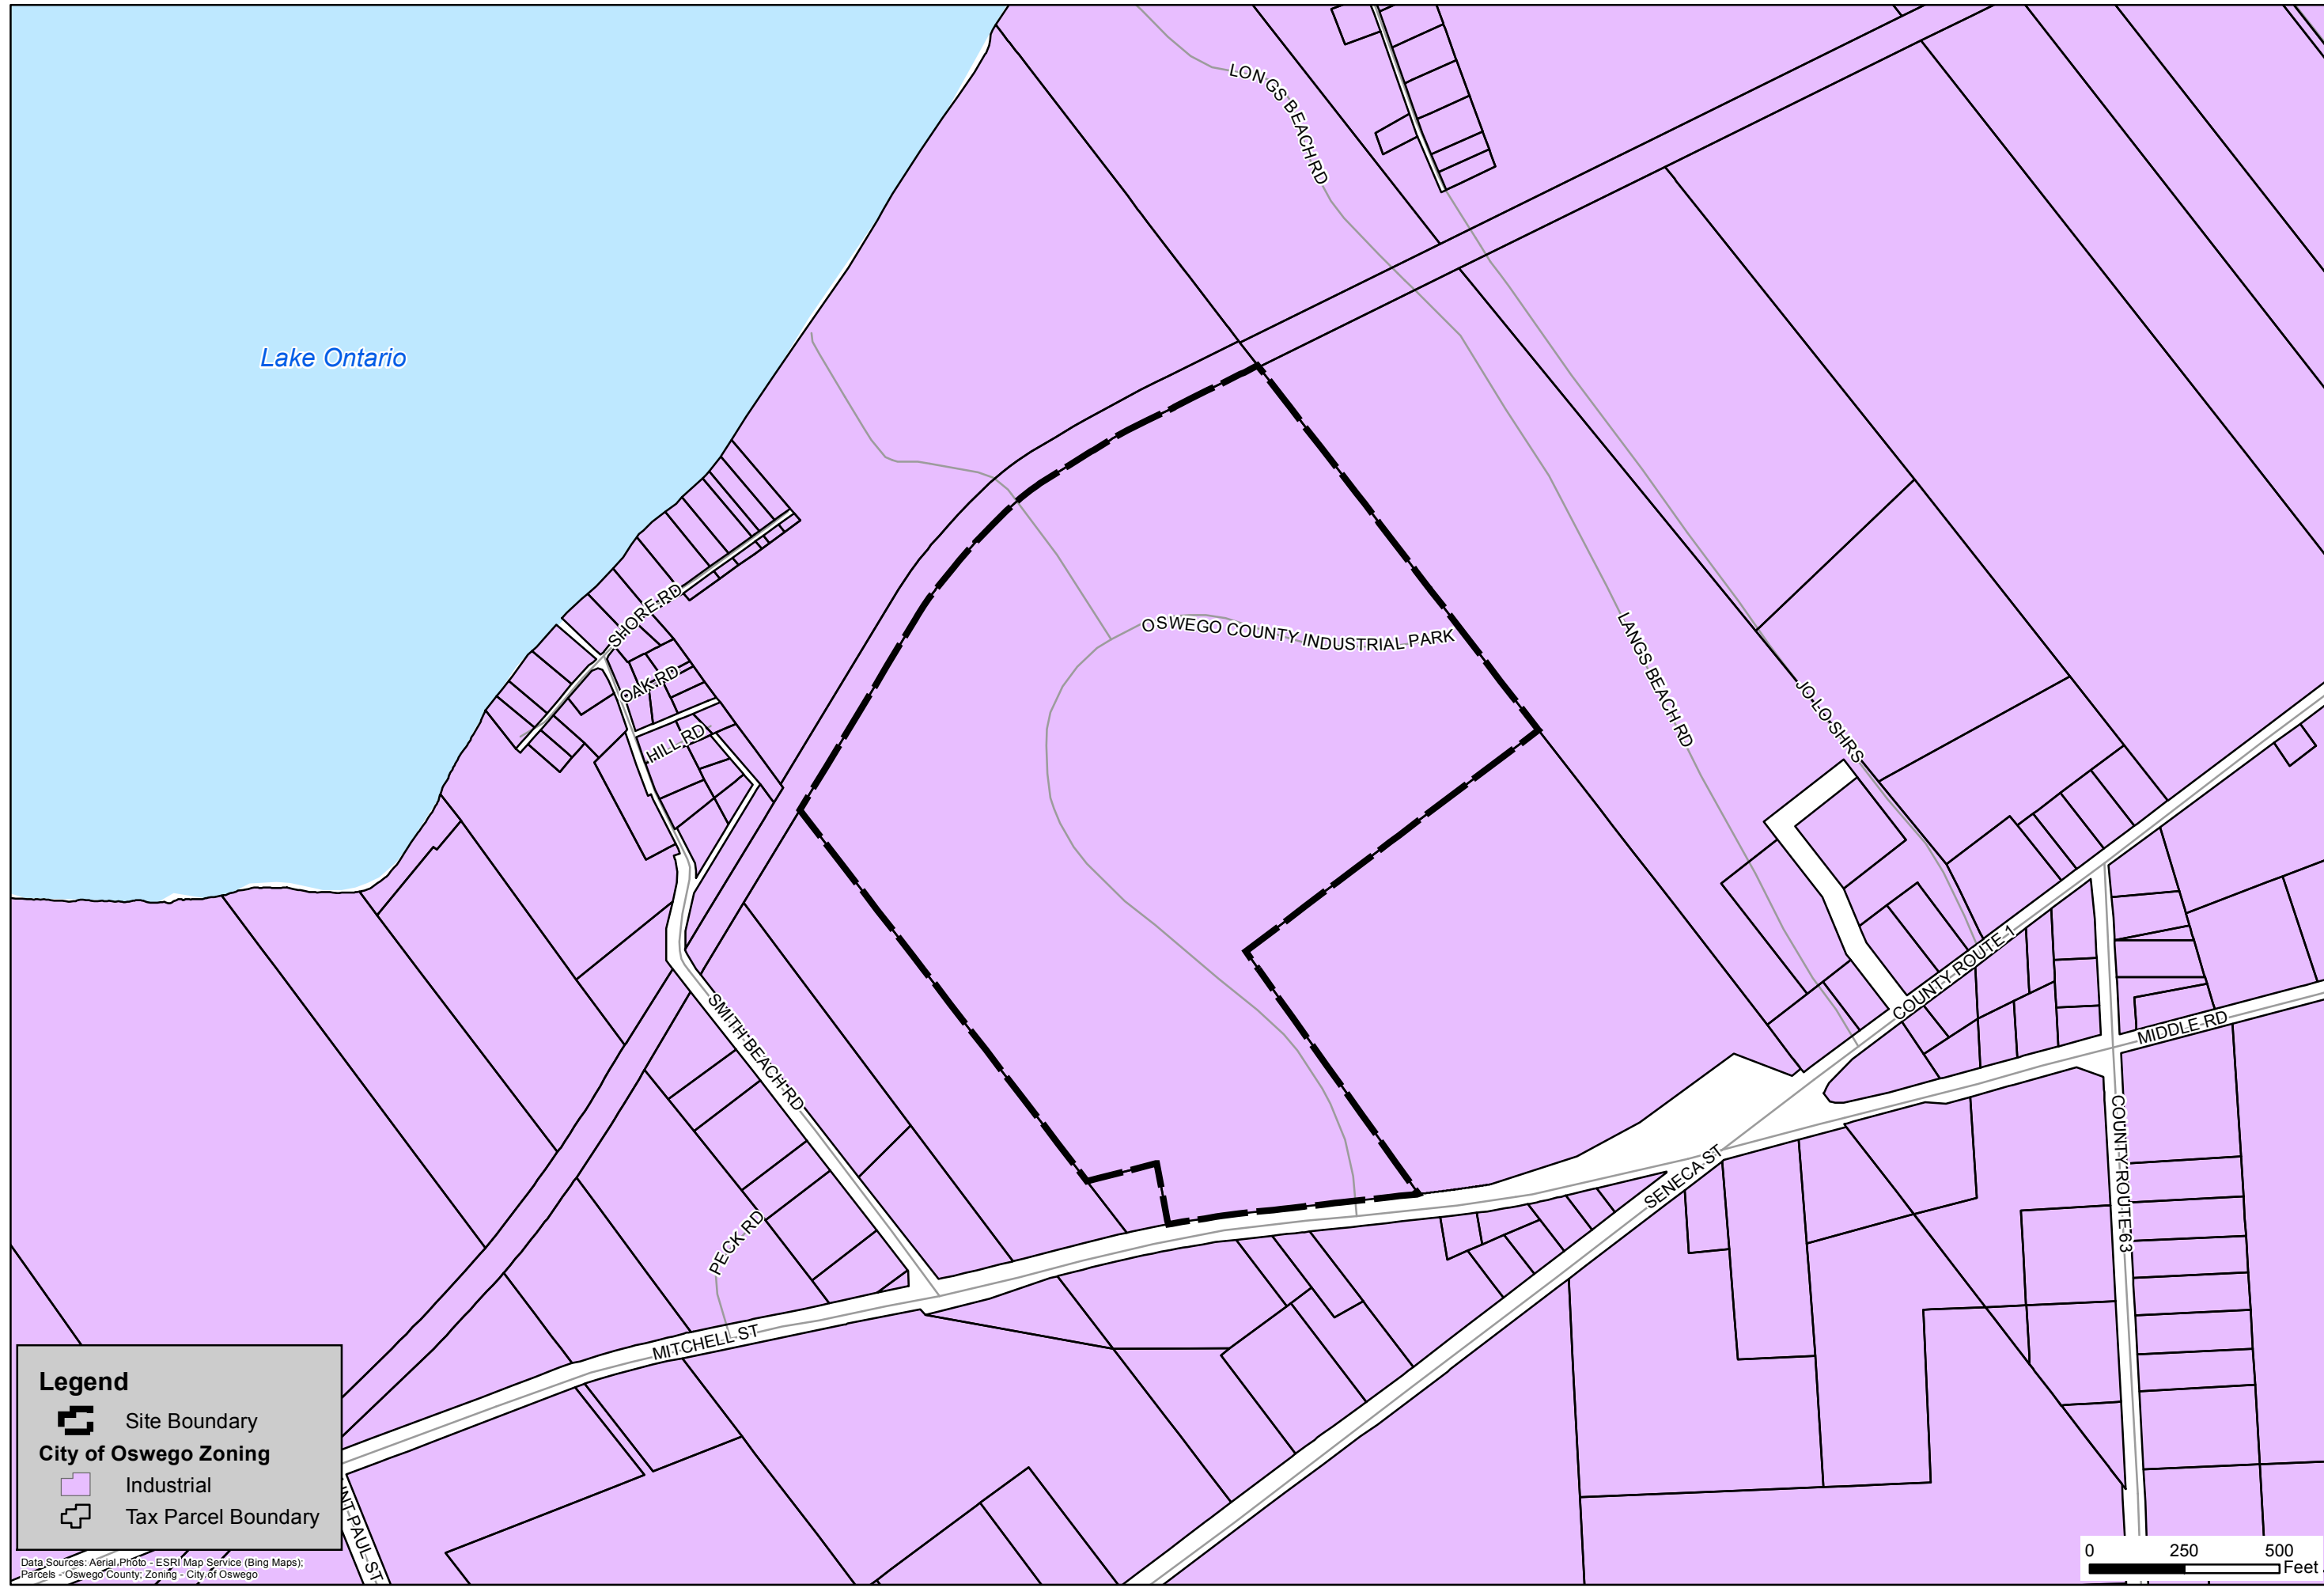 LONGS BEACH RD
Lake Ontario
SHORE RD
OSWEGO COUNTY INDUSTRIAL PARK
OAK RD
LANGS BEACH RD
HILL RD
JO LO SHRS
COUNTY ROUTE 1
SMITH BEACH RD
MIDDLE RD
COUNTY ROUTE 63
SENECA ST
PECK RD
MITCHELL ST
Legend
Site Boundary
City of Oswego Zoning
Industrial
Tax Parcel Boundary
INT PAUL ST
Data Sources: Aerial Photo - ESRI Map Service (Bing Maps);
Parcels - Oswego County; Zoning - City of Oswego
0 250 500
Feet